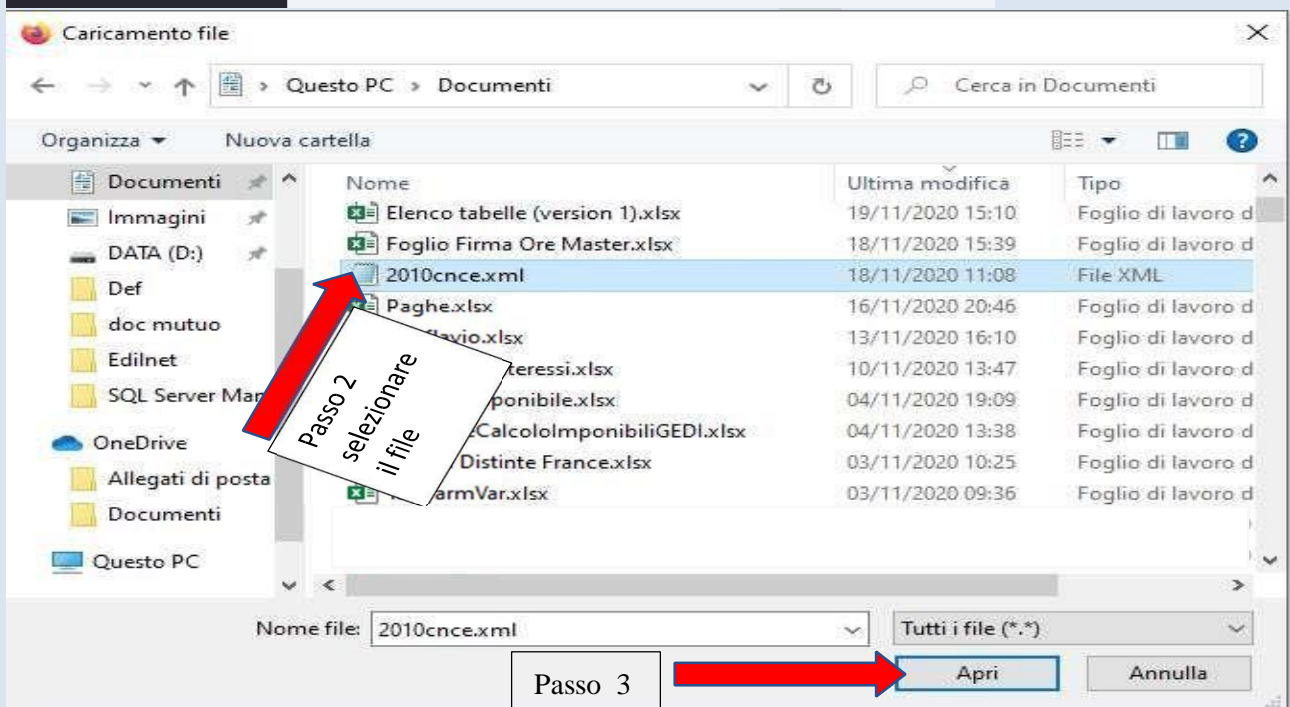 Caricamento file
Questo PC > Documenti
Cerca in Documenti
Organizza
Nuova cartella
Documenti
Immagini
DATA (D:)
Def
doc mutuo
Edilnet
SQL Server Man
OneDrive
Allegati di posta
Documenti
Questo PC
Nome Ultima modifica Tipo
Elenco tabelle (version 1).xlsx 19/11/2020 15:10 Foglio di lavoro d
Foglio Firma Ore Master.xlsx 18/11/2020 15:39 Foglio di lavoro d
2010cnce.xml 18/11/2020 11:08 File XML
Paghe.xlsx 16/11/2020 20:46 Foglio di lavoro d
avio.xlsx 13/11/2020 16:10 Foglio di lavoro d
teressi.xlsx 10/11/2020 13:47 Foglio di lavoro d
ponibile.xlsx 04/11/2020 19:09 Foglio di lavoro d
CalcoloImponibiliGEDI.xlsx 04/11/2020 13:38 Foglio di lavoro d
Distinte France.xlsx 03/11/2020 10:25 Foglio di lavoro d
armVar.xlsx 03/11/2020 09:36 Foglio di lavoro d
Passo 2
selezionare
il file
Nome file: 2010cnce.xml Tutti i file (*.*)
Passo 3
Apri
Annulla